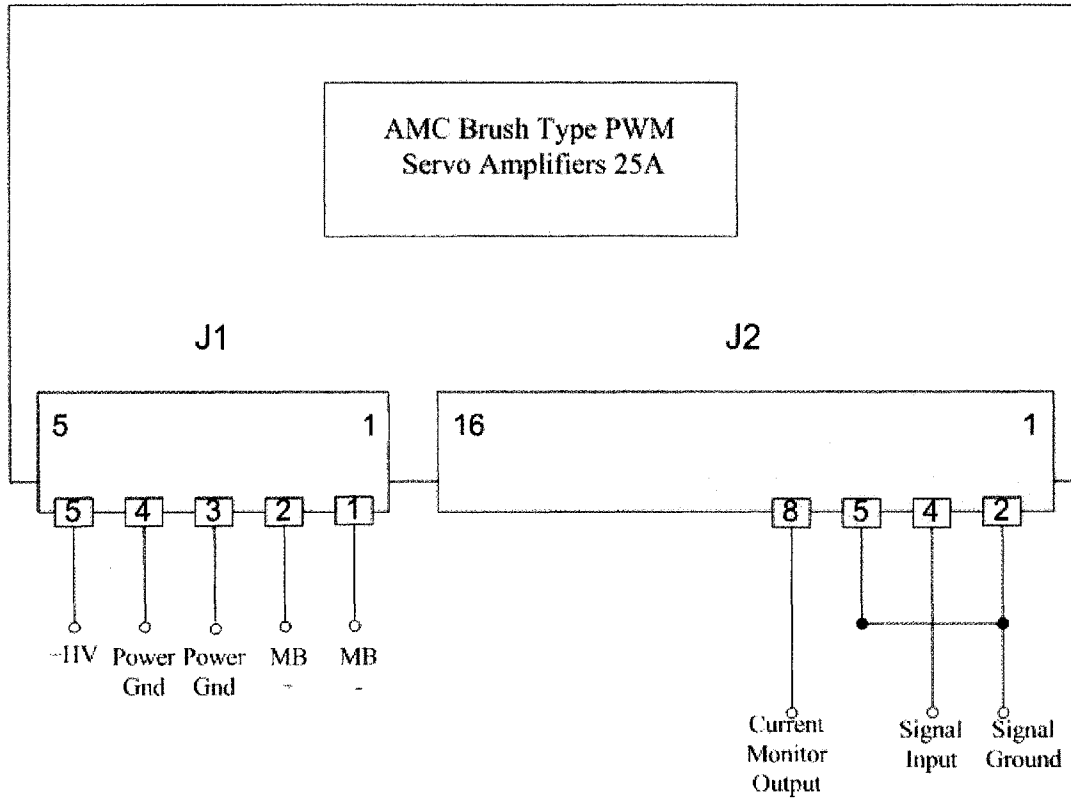 AMC Brush Type PWM
Servo Amplifiers 25A
J1
J2
5 1
16 1
5 4 3 2 1
8 5 4 2
Power Gnd
Power Gnd
MB
MB -
Current Monitor Output
Signal Input
Signal Ground